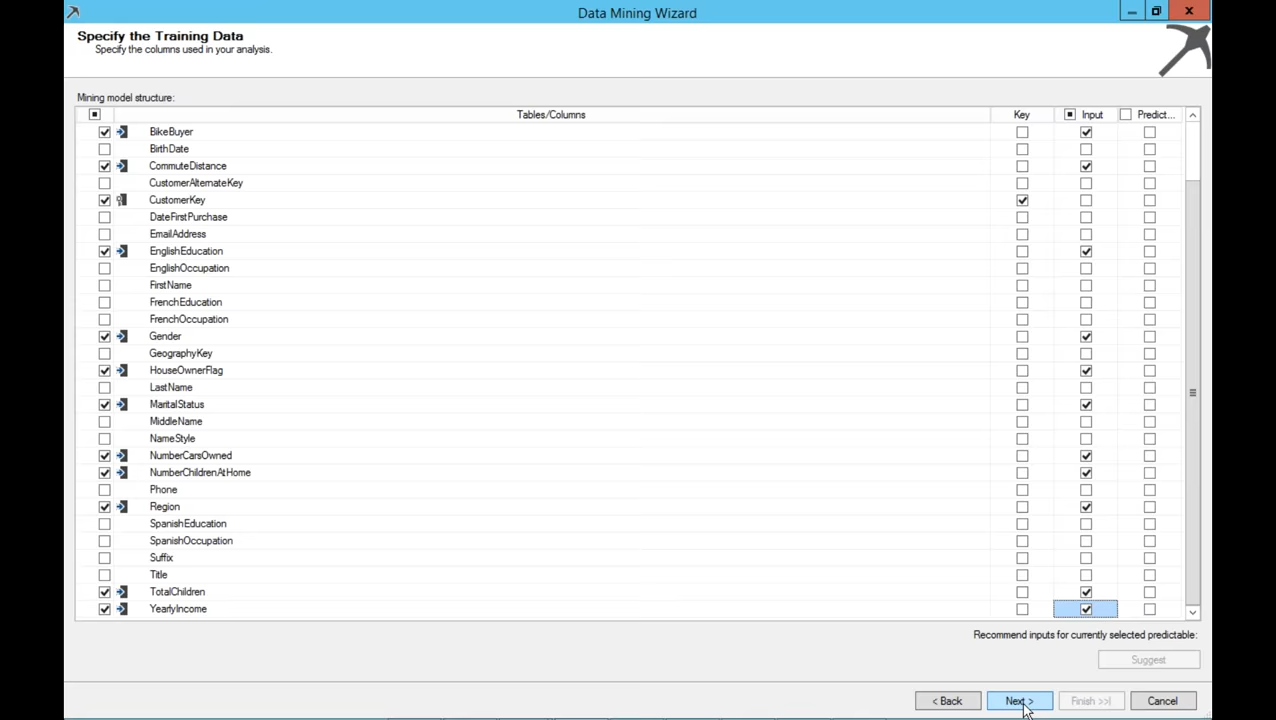 Data Mining Wizard
Specify the Training Data
Specify the columns used in your analysis.
Mining model structure:
Tables/Columns Key Input Predict...
BikeBuyer
BirthDate
CommuteDistance
CustomerAlternateKey
CustomerKey
DateFirstPurchase
EmailAddress
EnglishEducation
EnglishOccupation
FirstName
FrenchEducation
FrenchOccupation
Gender
GeographyKey
HouseOwnerFlag
LastName
MaritalStatus
MiddleName
NameStyle
NumberCarsOwned
NumberChildrenAtHome
Phone
Region
SpanishEducation
SpanishOccupation
Suffix
Title
TotalChildren
YearlyIncome
Recommend inputs for currently selected predictable:
Suggest
< Back Next > Finish >>| Cancel